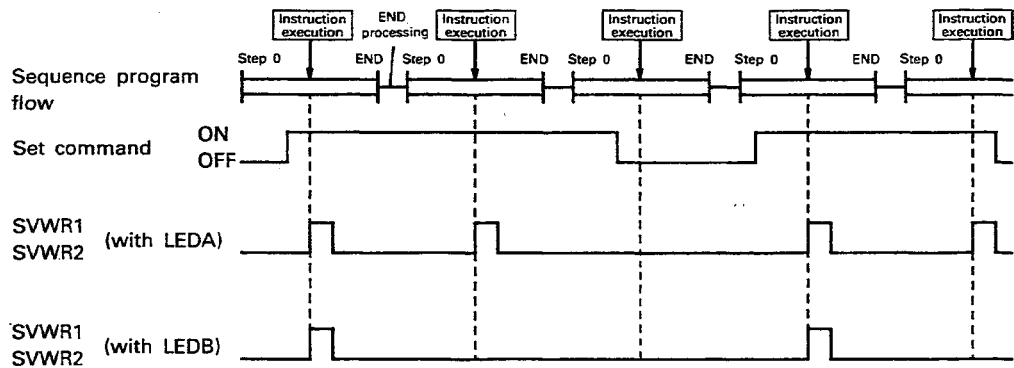 Instruction execution
END processing
Instruction execution
Instruction execution
Instruction execution
Instruction execution
Step 0 END Step 0 END Step 0 END Step 0 END Step 0
Sequence program flow
Set command ON OFF
SVWR1 SVWR2 (with LEDA)
SVWR1 SVWR2 (with LEDB)